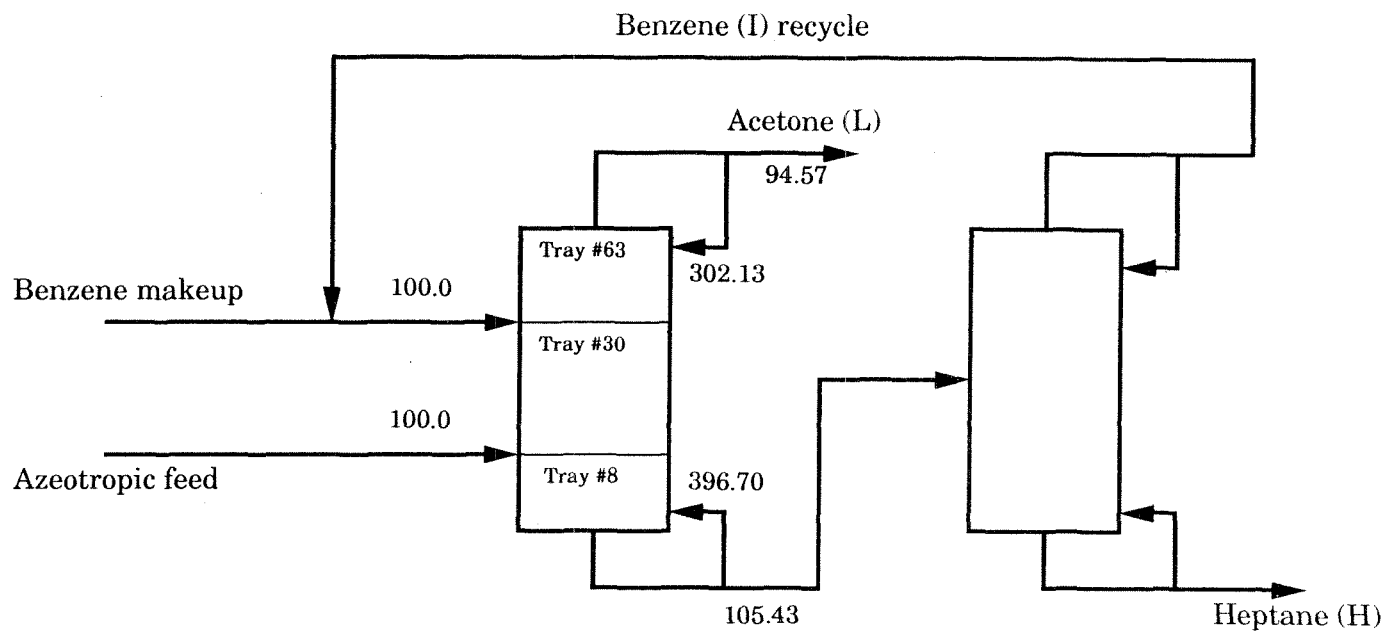 Benzene (I) recycle
Acetone (L)
94.57
Tray #63
302.13
Benzene makeup
100.0
Tray #30
100.0
Azeotropic feed
Tray #8
396.70
105.43
Heptane (H)